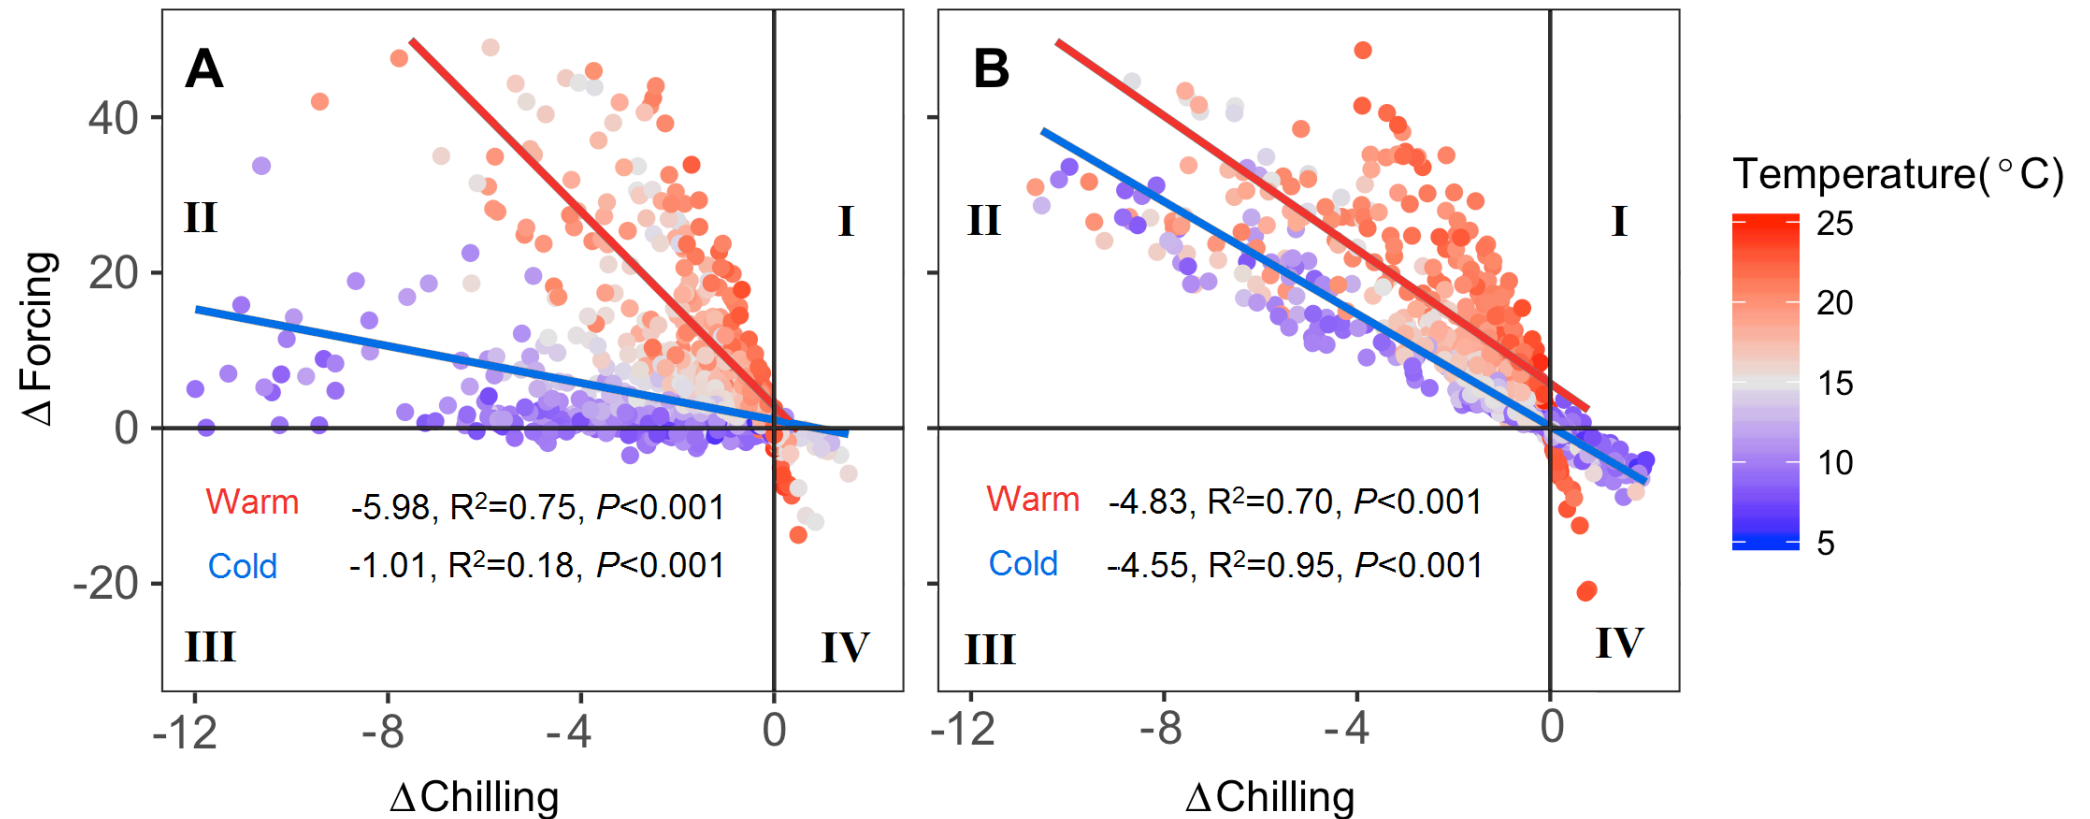 A
B
40
20
0
-20
Δ Forcing
II
I
III
IV
Warm -5.98, R²=0.75, P<0.001
Cold -1.01, R²=0.18, P<0.001
II
I
III
IV
Warm -4.83, R²=0.70, P<0.001
Cold -4.55, R²=0.95, P<0.001
-12 -8 -4 0
-12 -8 -4 0
Δ Chilling
Δ Chilling
Temperature(°C)
25
20
15
10
5